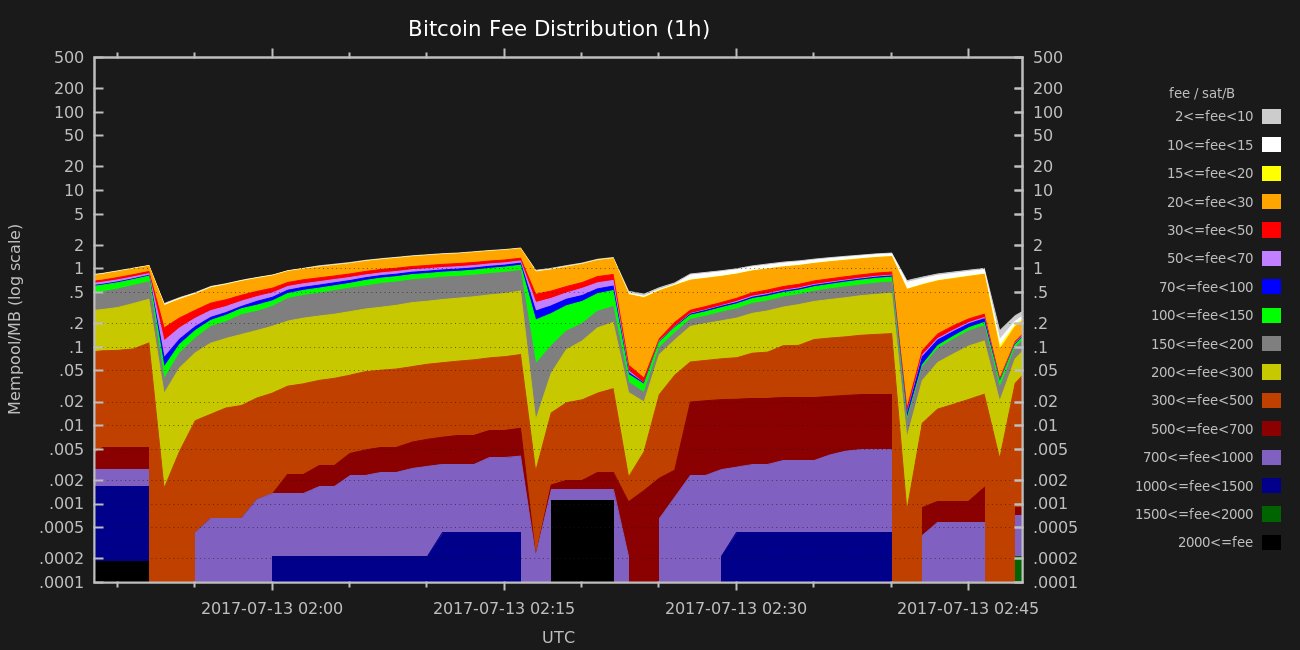 Bitcoin Fee Distribution (1h)
Mempool/MB (log scale)
500
200
100
50
20
10
5
2
1
.5
.2
.1
.05
.02
.01
.005
.002
.001
.0005
.0002
.0001
500
200
100
50
20
10
5
2
1
.5
.2
.1
.05
.02
.01
.005
.002
.001
.0005
.0002
.0001
2017-07-13 02:00 2017-07-13 02:15 2017-07-13 02:30 2017-07-13 02:45
UTC
fee / sat/B
2<=fee<10
10<=fee<15
15<=fee<20
20<=fee<30
30<=fee<50
50<=fee<70
70<=fee<100
100<=fee<150
150<=fee<200
200<=fee<300
300<=fee<500
500<=fee<700
700<=fee<1000
1000<=fee<1500
1500<=fee<2000
2000<=fee